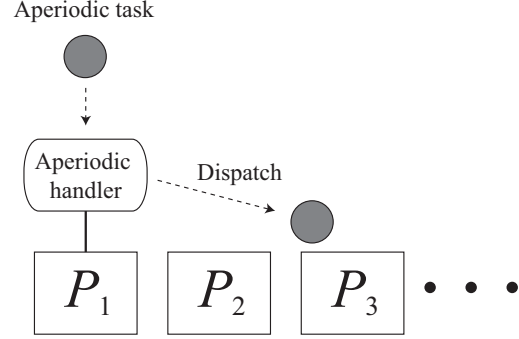 Aperiodic task
Aperiodic
handler
Dispatch
P1 P2 P3 • • •